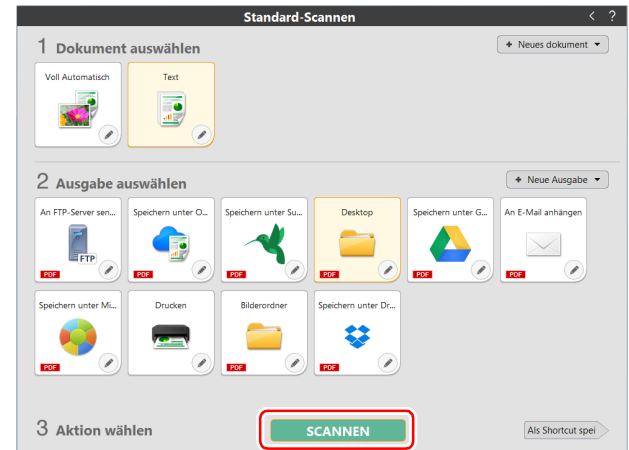 Standard-Scannen
< ?
1 Dokument auswählen
+ Neues dokument
Voll Automatisch
Text
2 Ausgabe auswählen
+ Neue Ausgabe
An FTP-Server sen...
Speichern unter O...
Speichern unter Su...
Desktop
Speichern unter G...
An E-Mail anhängen
FTP
PDF
PDF
PDF
PDF
PDF
PDF
Speichern unter Mi...
Drucken
Bilderordner
Speichern unter Dr...
PDF
PDF
PDF
3 Aktion wählen
SCANNEN
Als Shortcut spei